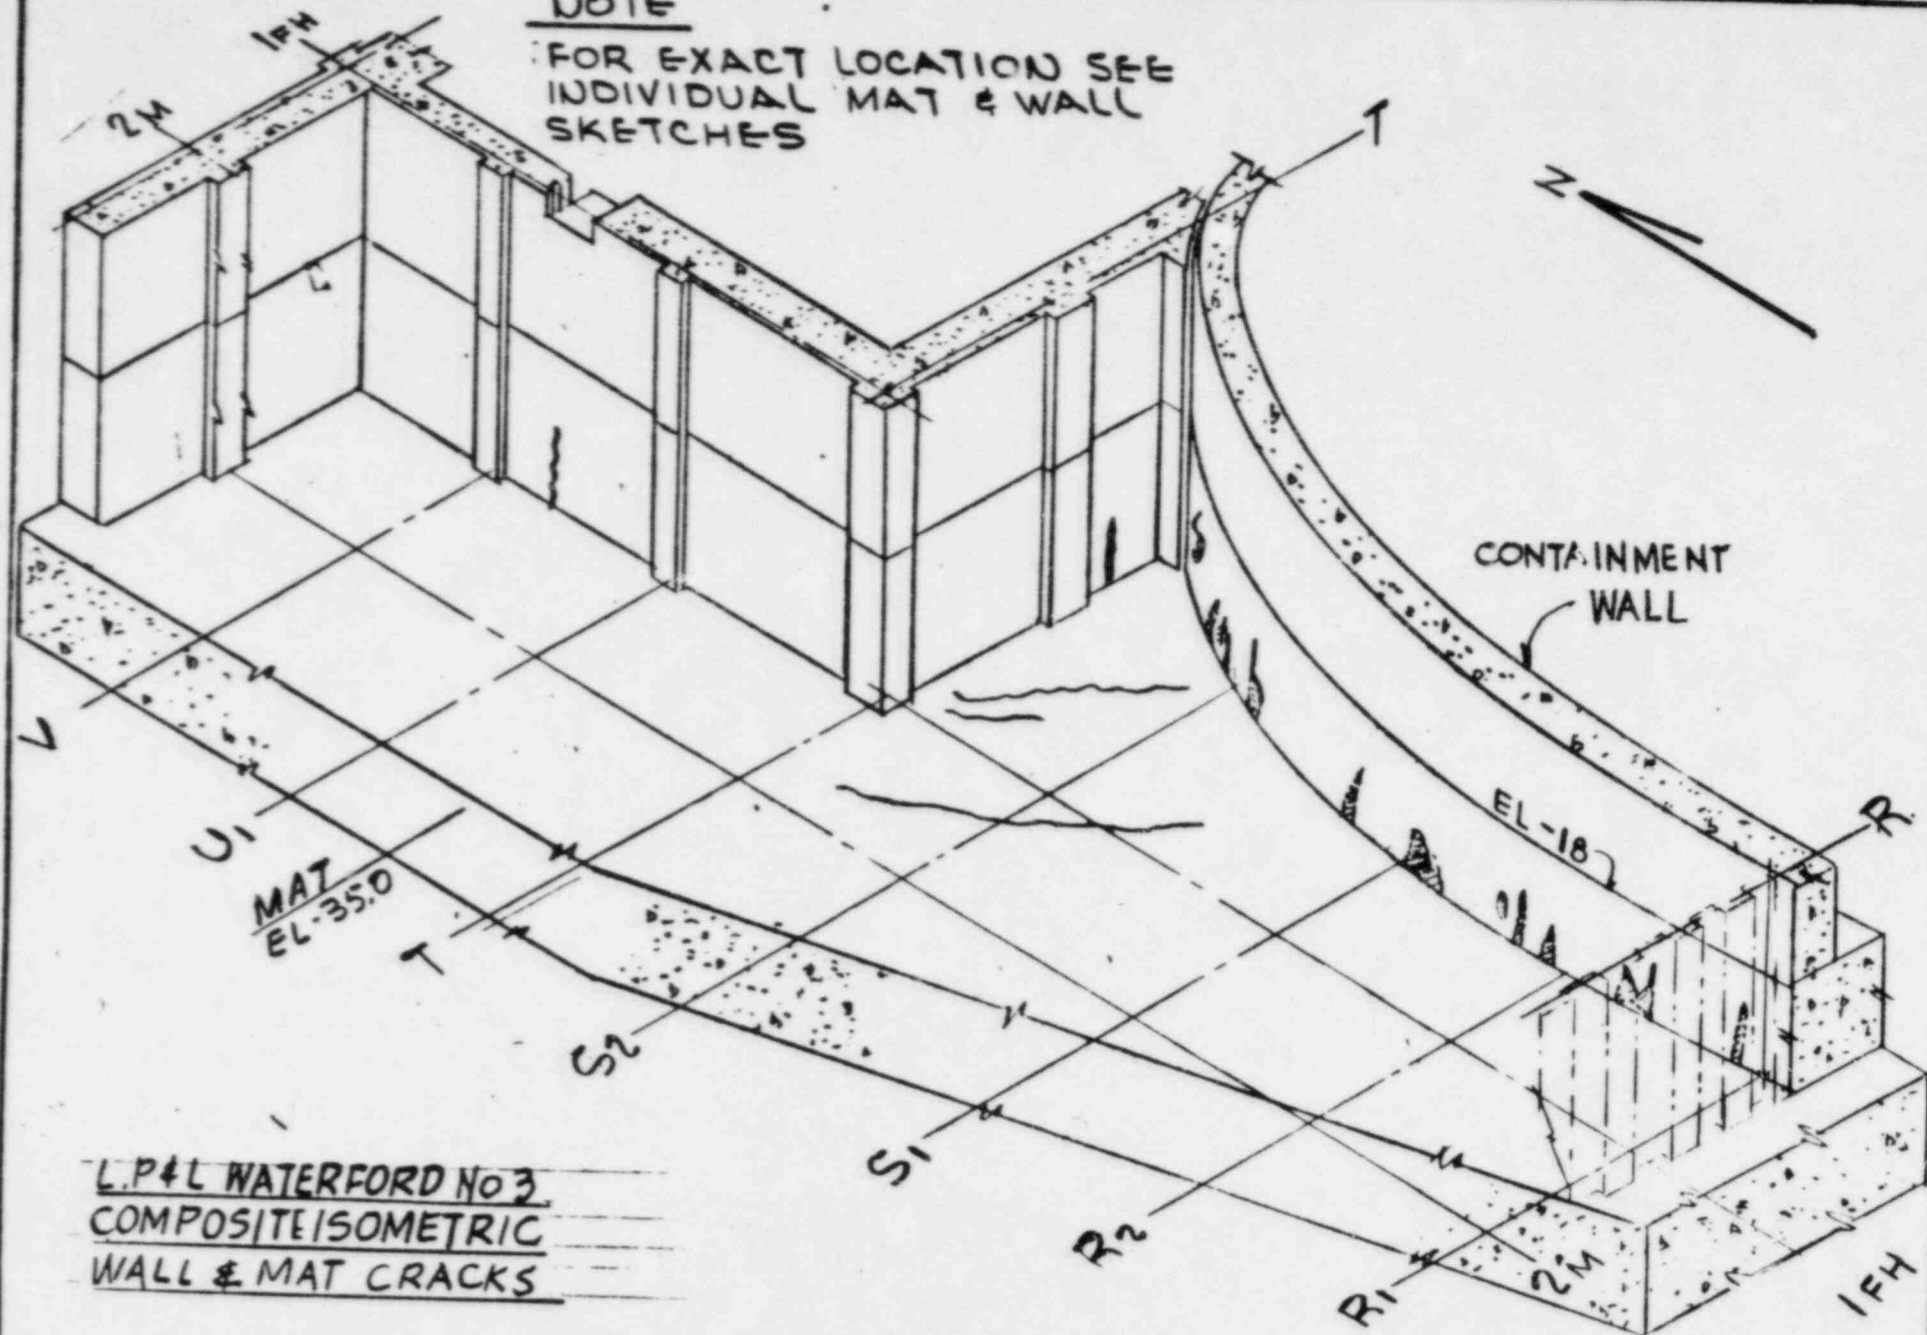 NOTE
FOR EXACT LOCATION SEE
INDIVIDUAL MAT & WALL
SKETCHES
1FH
2M
T
N
CONTAINMENT
WALL
EL-18
R
V
U1
MAT
EL-35.0
T
S2
S1
R2
R1
2M
1FH
L.P&L WATERFORD NO 3
COMPOSITE ISOMETRIC
WALL & MAT CRACKS